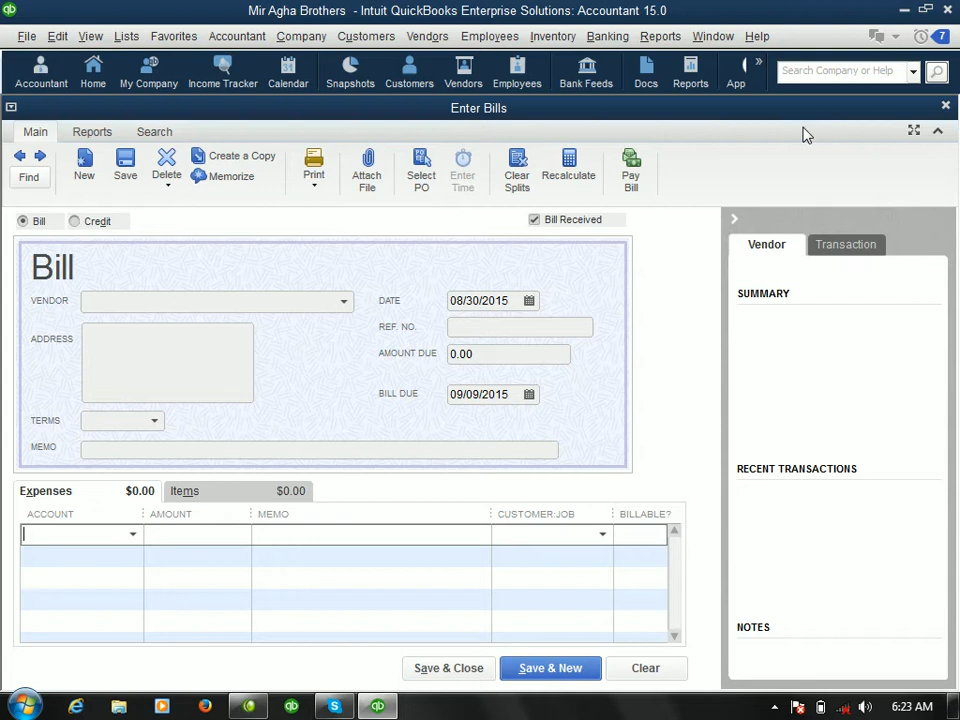 Mir Agha Brothers - Intuit QuickBooks Enterprise Solutions: Accountant 15.0
File Edit View Lists Favorites Accountant Company Customers Vendors Employees Inventory Banking Reports Window Help 7
Accountant Home My Company Income Tracker Calendar Snapshots Customers Vendors Employees Bank Feeds Docs Reports App » Search Company or Help
Enter Bills
Main Reports Search
Find New Save Delete Create a Copy Memorize Print Attach File Select PO Enter Time Clear Splits Recalculate Pay Bill
Bill Credit Bill Received
Vendor Transaction
Bill
SUMMARY
VENDOR DATE 08/30/2015
ADDRESS REF. NO.
AMOUNT DUE 0.00
BILL DUE 09/09/2015
TERMS
MEMO
RECENT TRANSACTIONS
Expenses $0.00 Items $0.00
ACCOUNT AMOUNT MEMO CUSTOMER:JOB BILLABLE?
NOTES
Save & Close Save & New Clear
6:23 AM